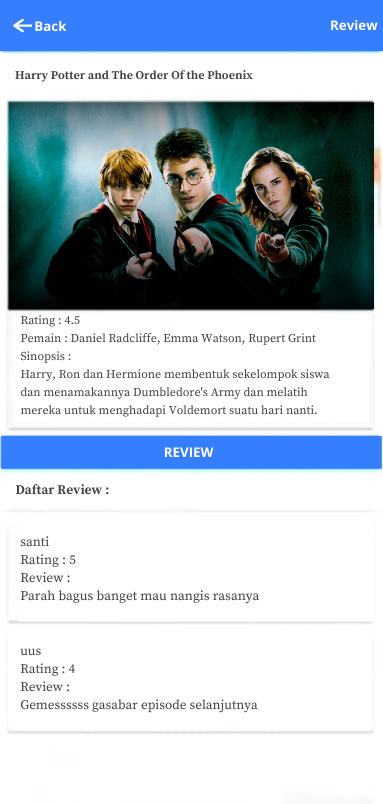 Back
Review
Harry Potter and The Order Of the Phoenix
Rating : 4.5
Pemain : Daniel Radcliffe, Emma Watson, Rupert Grint
Sinopsis :
Harry, Ron dan Hermione membentuk sekelompok siswa
dan menamakannya Dumbledore's Army dan melatih
mereka untuk menghadapi Voldemort suatu hari nanti.
REVIEW
Daftar Review :
santi
Rating : 5
Review :
Parah bagus banget mau nangis rasanya
uus
Rating : 4
Review :
Gemessssss gasabar episode selanjutnya